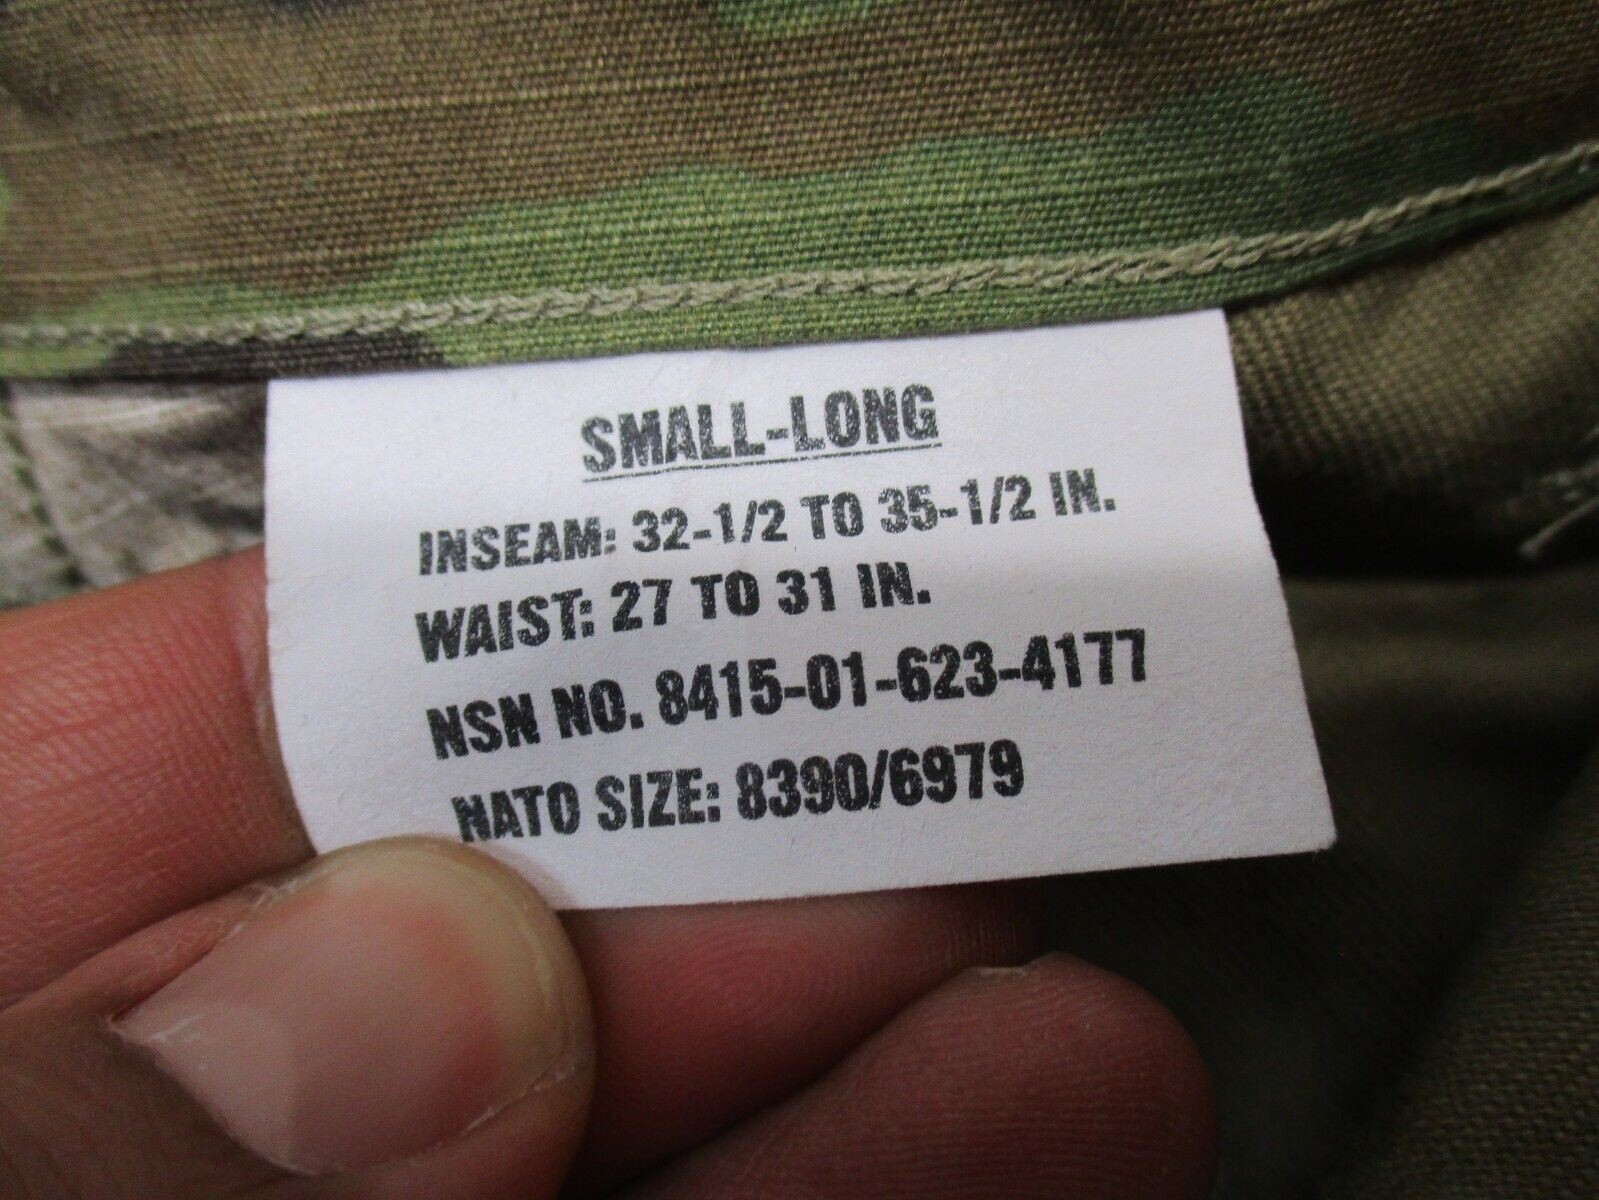 SMALL-LONG
INSEAM: 32-1/2 TO 35-1/2 IN.
WAIST: 27 TO 31 IN.
NSN NO. 8415-01-623-4177
NATO SIZE: 8390/6979